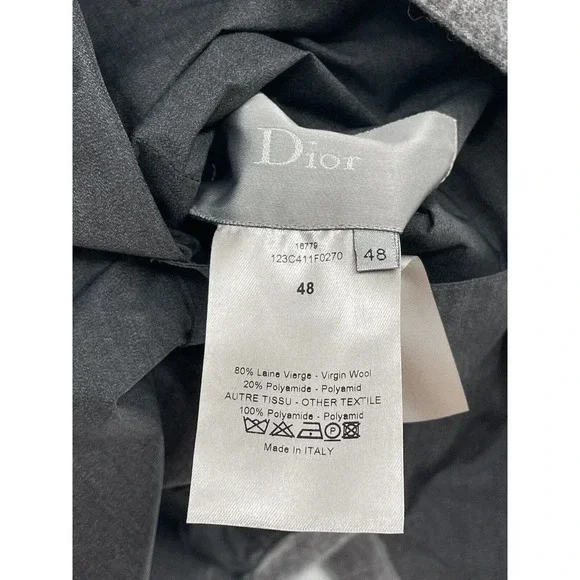 Dior
16779
123C411F0270
48
48
80% Laine Vierge - Virgin Wool
20% Polyamide - Polyamid
AUTRE TISSU - OTHER TEXTILE
100% Polyamide - Polyamid
P
Made In ITALY